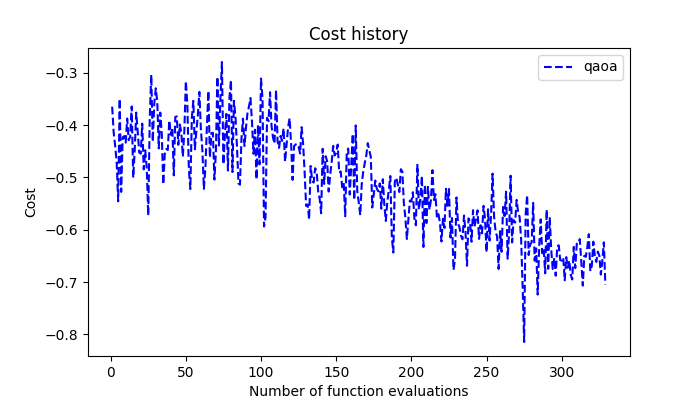 Cost history
qaoa
−0.3
−0.4
−0.5
−0.6
−0.7
−0.8
Cost
0 50 100 150 200 250 300
Number of function evaluations